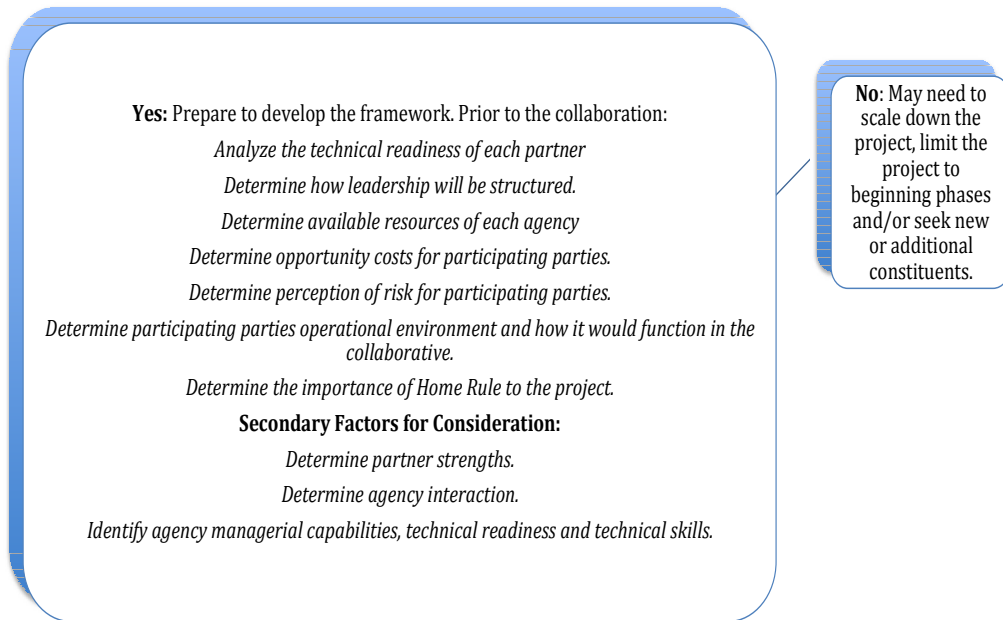 Yes: Prepare to develop the framework. Prior to the collaboration:
Analyze the technical readiness of each partner
Determine how leadership will be structured.
Determine available resources of each agency
Determine opportunity costs for participating parties.
Determine perception of risk for participating parties.
Determine participating parties operational environment and how it would function in the
collaborative.
Determine the importance of Home Rule to the project.
Secondary Factors for Consideration:
Determine partner strengths.
Determine agency interaction.
Identify agency managerial capabilities, technical readiness and technical skills.
No: May need to
scale down the
project, limit the
project to
beginning phases
and/or seek new
or additional
constituents.